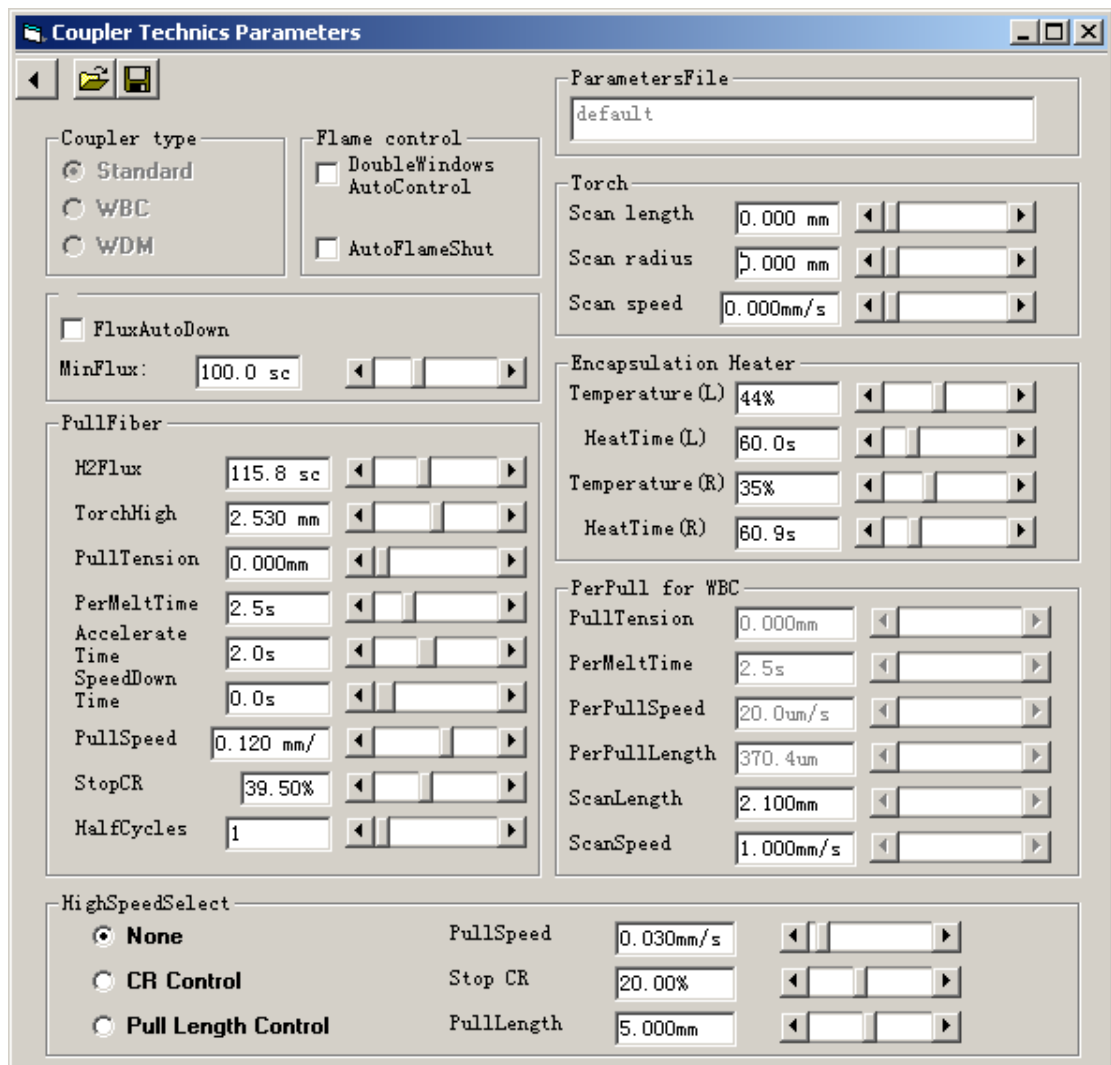 Coupler Technics Parameters
ParametersFile
default
Coupler type
Standard
WBC
WDM
Flame control
DoubleWindows
AutoControl
AutoFlameShut
Torch
Scan length 0.000 mm
Scan radius 0.000 mm
Scan speed 0.000mm/s
FluxAutoDown
MinFlux: 100.0 sc
Encapsulation Heater
Temperature(L) 44%
HeatTime(L) 60.0s
Temperature(R) 35%
HeatTime(R) 60.9s
PullFiber
H2Flux 115.8 sc
TorchHigh 2.530 mm
PullTension 0.000mm
PerMeltTime 2.5s
Accelerate
Time 2.0s
SpeedDown
Time 0.0s
PullSpeed 0.120 mm/
StopCR 39.50%
HalfCycles 1
PerPull for WBC
PullTension 0.000mm
PerMeltTime 2.5s
PerPullSpeed 20.0um/s
PerPullLength 370.4um
ScanLength 2.100mm
ScanSpeed 1.000mm/s
HighSpeedSelect
None PullSpeed 0.030mm/s
CR Control Stop CR 20.00%
Pull Length Control PullLength 5.000mm